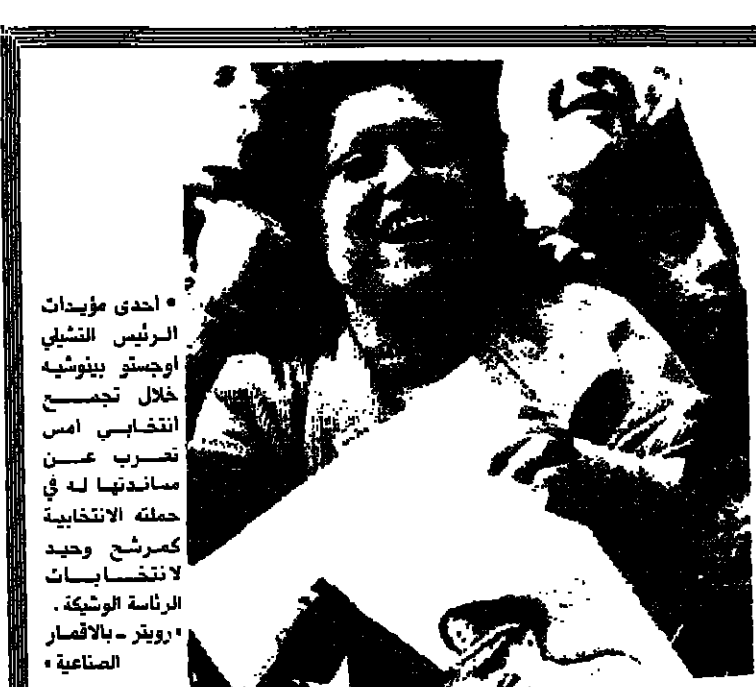 • احدى مؤيدات
الرئيس التشيلي
اوجستو بينوشيه
خلال تجمع
انتخابي امس
تعرب عن
مساندتها له في
حملته الانتخابية
كمرشح وحيد
لانتخابات
الرئاسة الوشيكة .
« رويتر - بالاقمار
الصناعية »